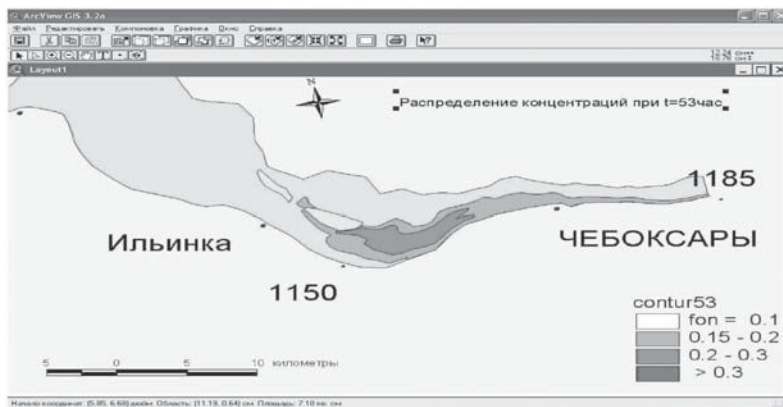 ArcView GIS 3.2a
Файл Редактировать Компоновка Графика Окно Справка
Layout1
N
Распределение концентраций при t=53час
1185
Ильинка
ЧЕБОКСАРЫ
1150
contur53
fon = 0.1
0.15 - 0.2
0.2 - 0.3
> 0.3
5 0 5 10 километры